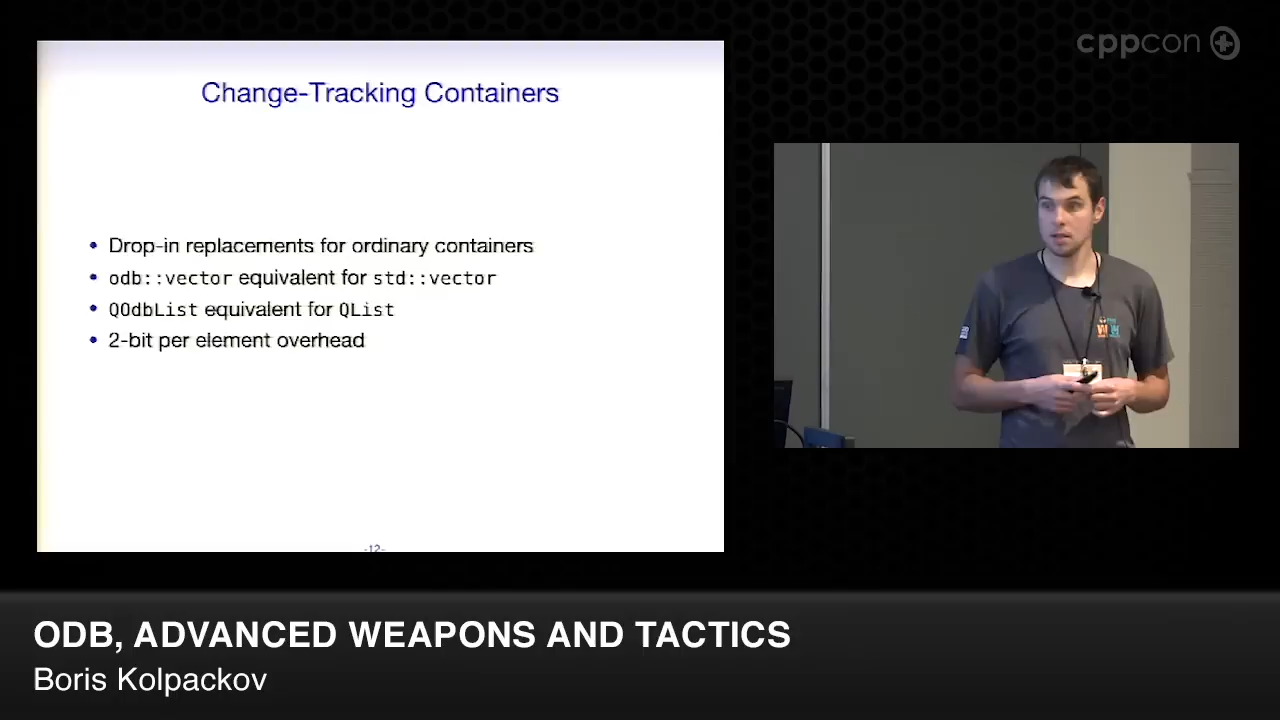 cppcon
Change-Tracking Containers
• Drop-in replacements for ordinary containers
• odb::vector equivalent for std::vector
• QOdbList equivalent for QList
• 2-bit per element overhead
-12-
ODB, ADVANCED WEAPONS AND TACTICS
Boris Kolpackov